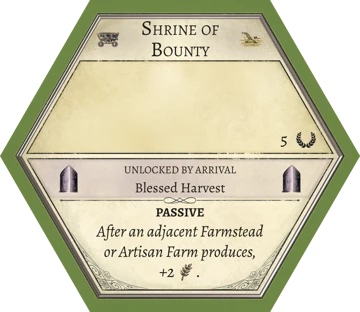 Shrine of
Bounty
5
UNLOCKED BY ARRIVAL
Blessed Harvest
PASSIVE
After an adjacent Farmstead
or Artisan Farm produces,
+2 .